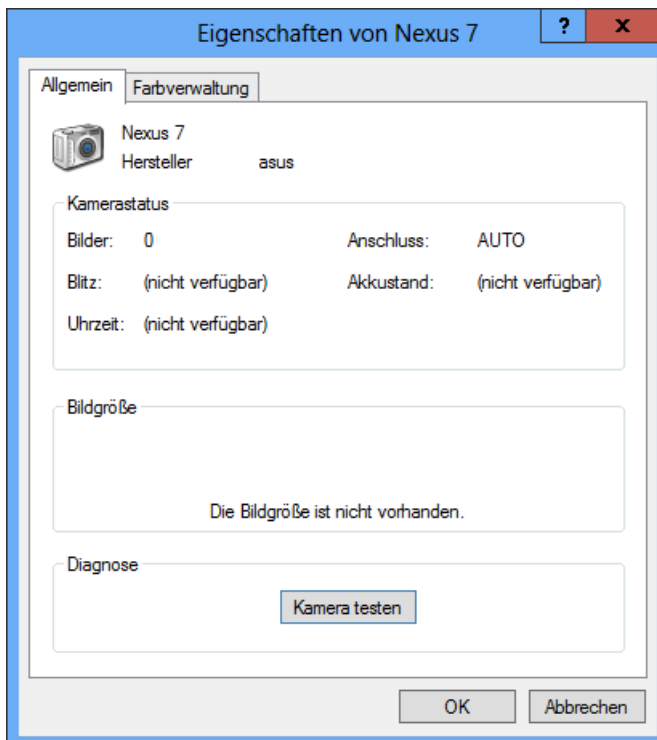 Eigenschaften von Nexus 7
? x
Allgemein Farbverwaltung
Nexus 7
Hersteller asus
Kamerastatus
Bilder: 0 Anschluss: AUTO
Blitz: (nicht verfügbar) Akkustand: (nicht verfügbar)
Uhrzeit: (nicht verfügbar)
Bildgröße
Die Bildgröße ist nicht vorhanden.
Diagnose
Kamera testen
OK Abbrechen